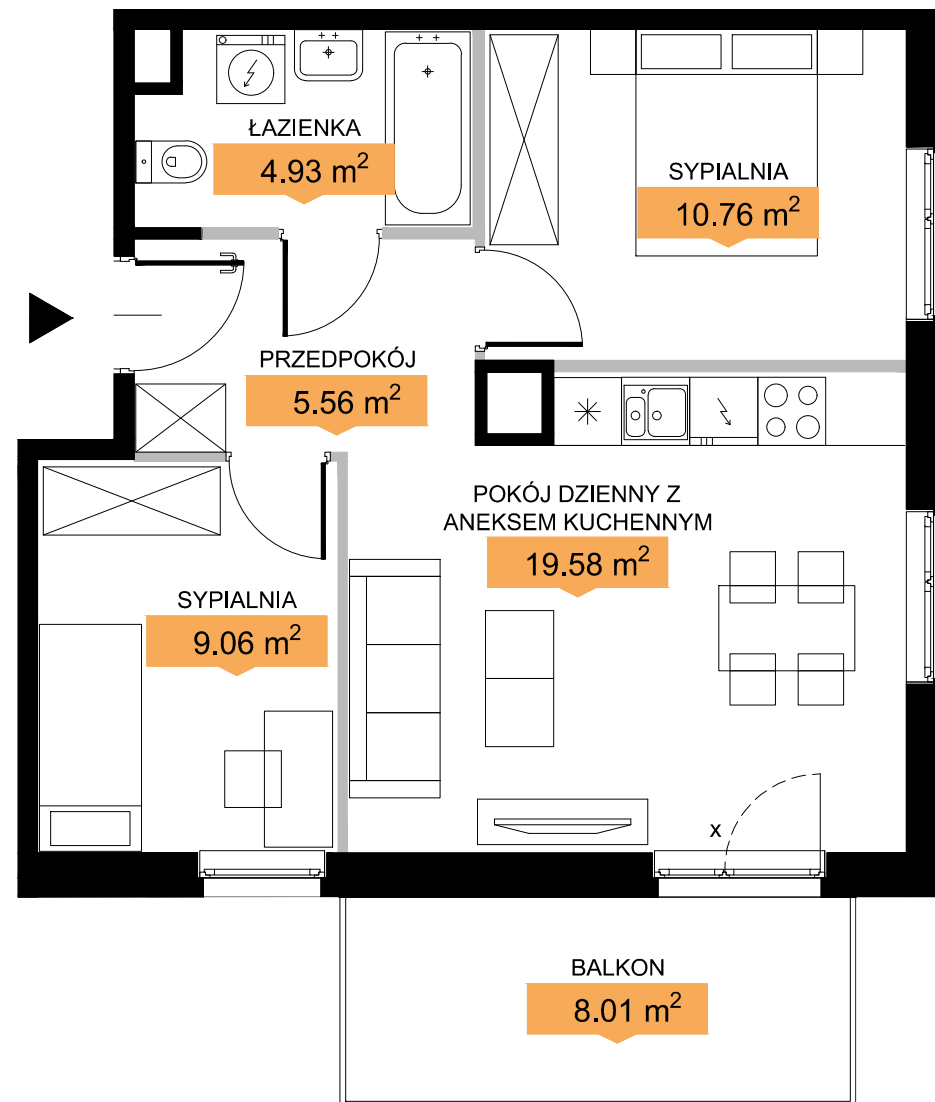 ŁAZIENKA
4.93 m²
SYPIALNIA
10.76 m²
PRZEDPOKÓJ
5.56 m²
POKÓJ DZIENNY Z
ANEKSEM KUCHENNYM
19.58 m²
SYPIALNIA
9.06 m²
x
BALKON
8.01 m²